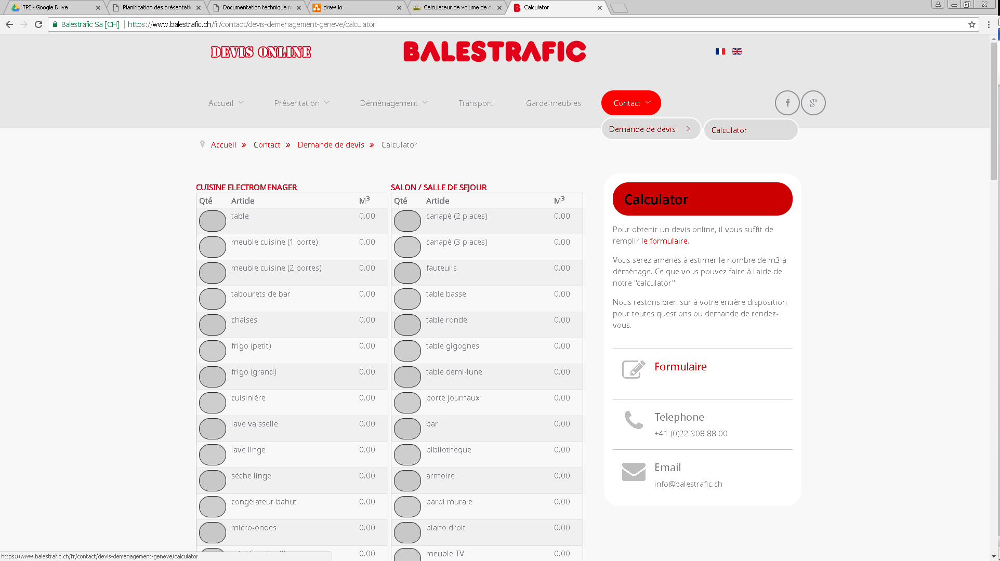 TPI - Google Drive
Planification des présentatic
Documentation technique m
draw.io
Calculateur de volume de d
Calculator
Balestrafic Sa [CH] https://www.balestrafic.ch/fr/contact/devis-demenagement-geneve/calculator
DEVIS ONLINE
BALESTRAFIC
Accueil
Présentation
Déménagement
Transport
Garde-meubles
Contact
f
g+
Demande de devis
Calculator
Accueil » Contact » Demande de devis » Calculator
CUISINE ELECTROMENAGER
Qté Article M³
table 0.00
meuble cuisine (1 porte) 0.00
meuble cuisine (2 portes) 0.00
tabourets de bar 0.00
chaises 0.00
frigo (petit) 0.00
frigo (grand) 0.00
cuisinière 0.00
lave vaisselle 0.00
lave linge 0.00
sèche linge 0.00
congélateur bahut 0.00
micro-ondes 0.00
0.00
SALON / SALLE DE SEJOUR
Qté Article M³
canapé (2 places) 0.00
canapé (3 places) 0.00
fauteuils 0.00
table basse 0.00
table ronde 0.00
table gigognes 0.00
table demi-lune 0.00
porte journaux 0.00
bar 0.00
bibliothèque 0.00
armoire 0.00
paroi murale 0.00
piano droit 0.00
meuble TV 0.00
Calculator
Pour obtenir un devis online, il vous suffit de
remplir le formulaire.
Vous serez amenés à estimer le nombre de m3 à
déménage. Ce que vous pouvez faire à l'aide de
notre "calculator"
Nous restons bien sur à votre entière disposition
pour toutes questions ou demande de rendez-
vous.
Formulaire
Telephone
+41 (0)22 308 88 00
Email
info@balestrafic.ch
https://www.balestrafic.ch/fr/contact/devis-demenagement-geneve/calculator